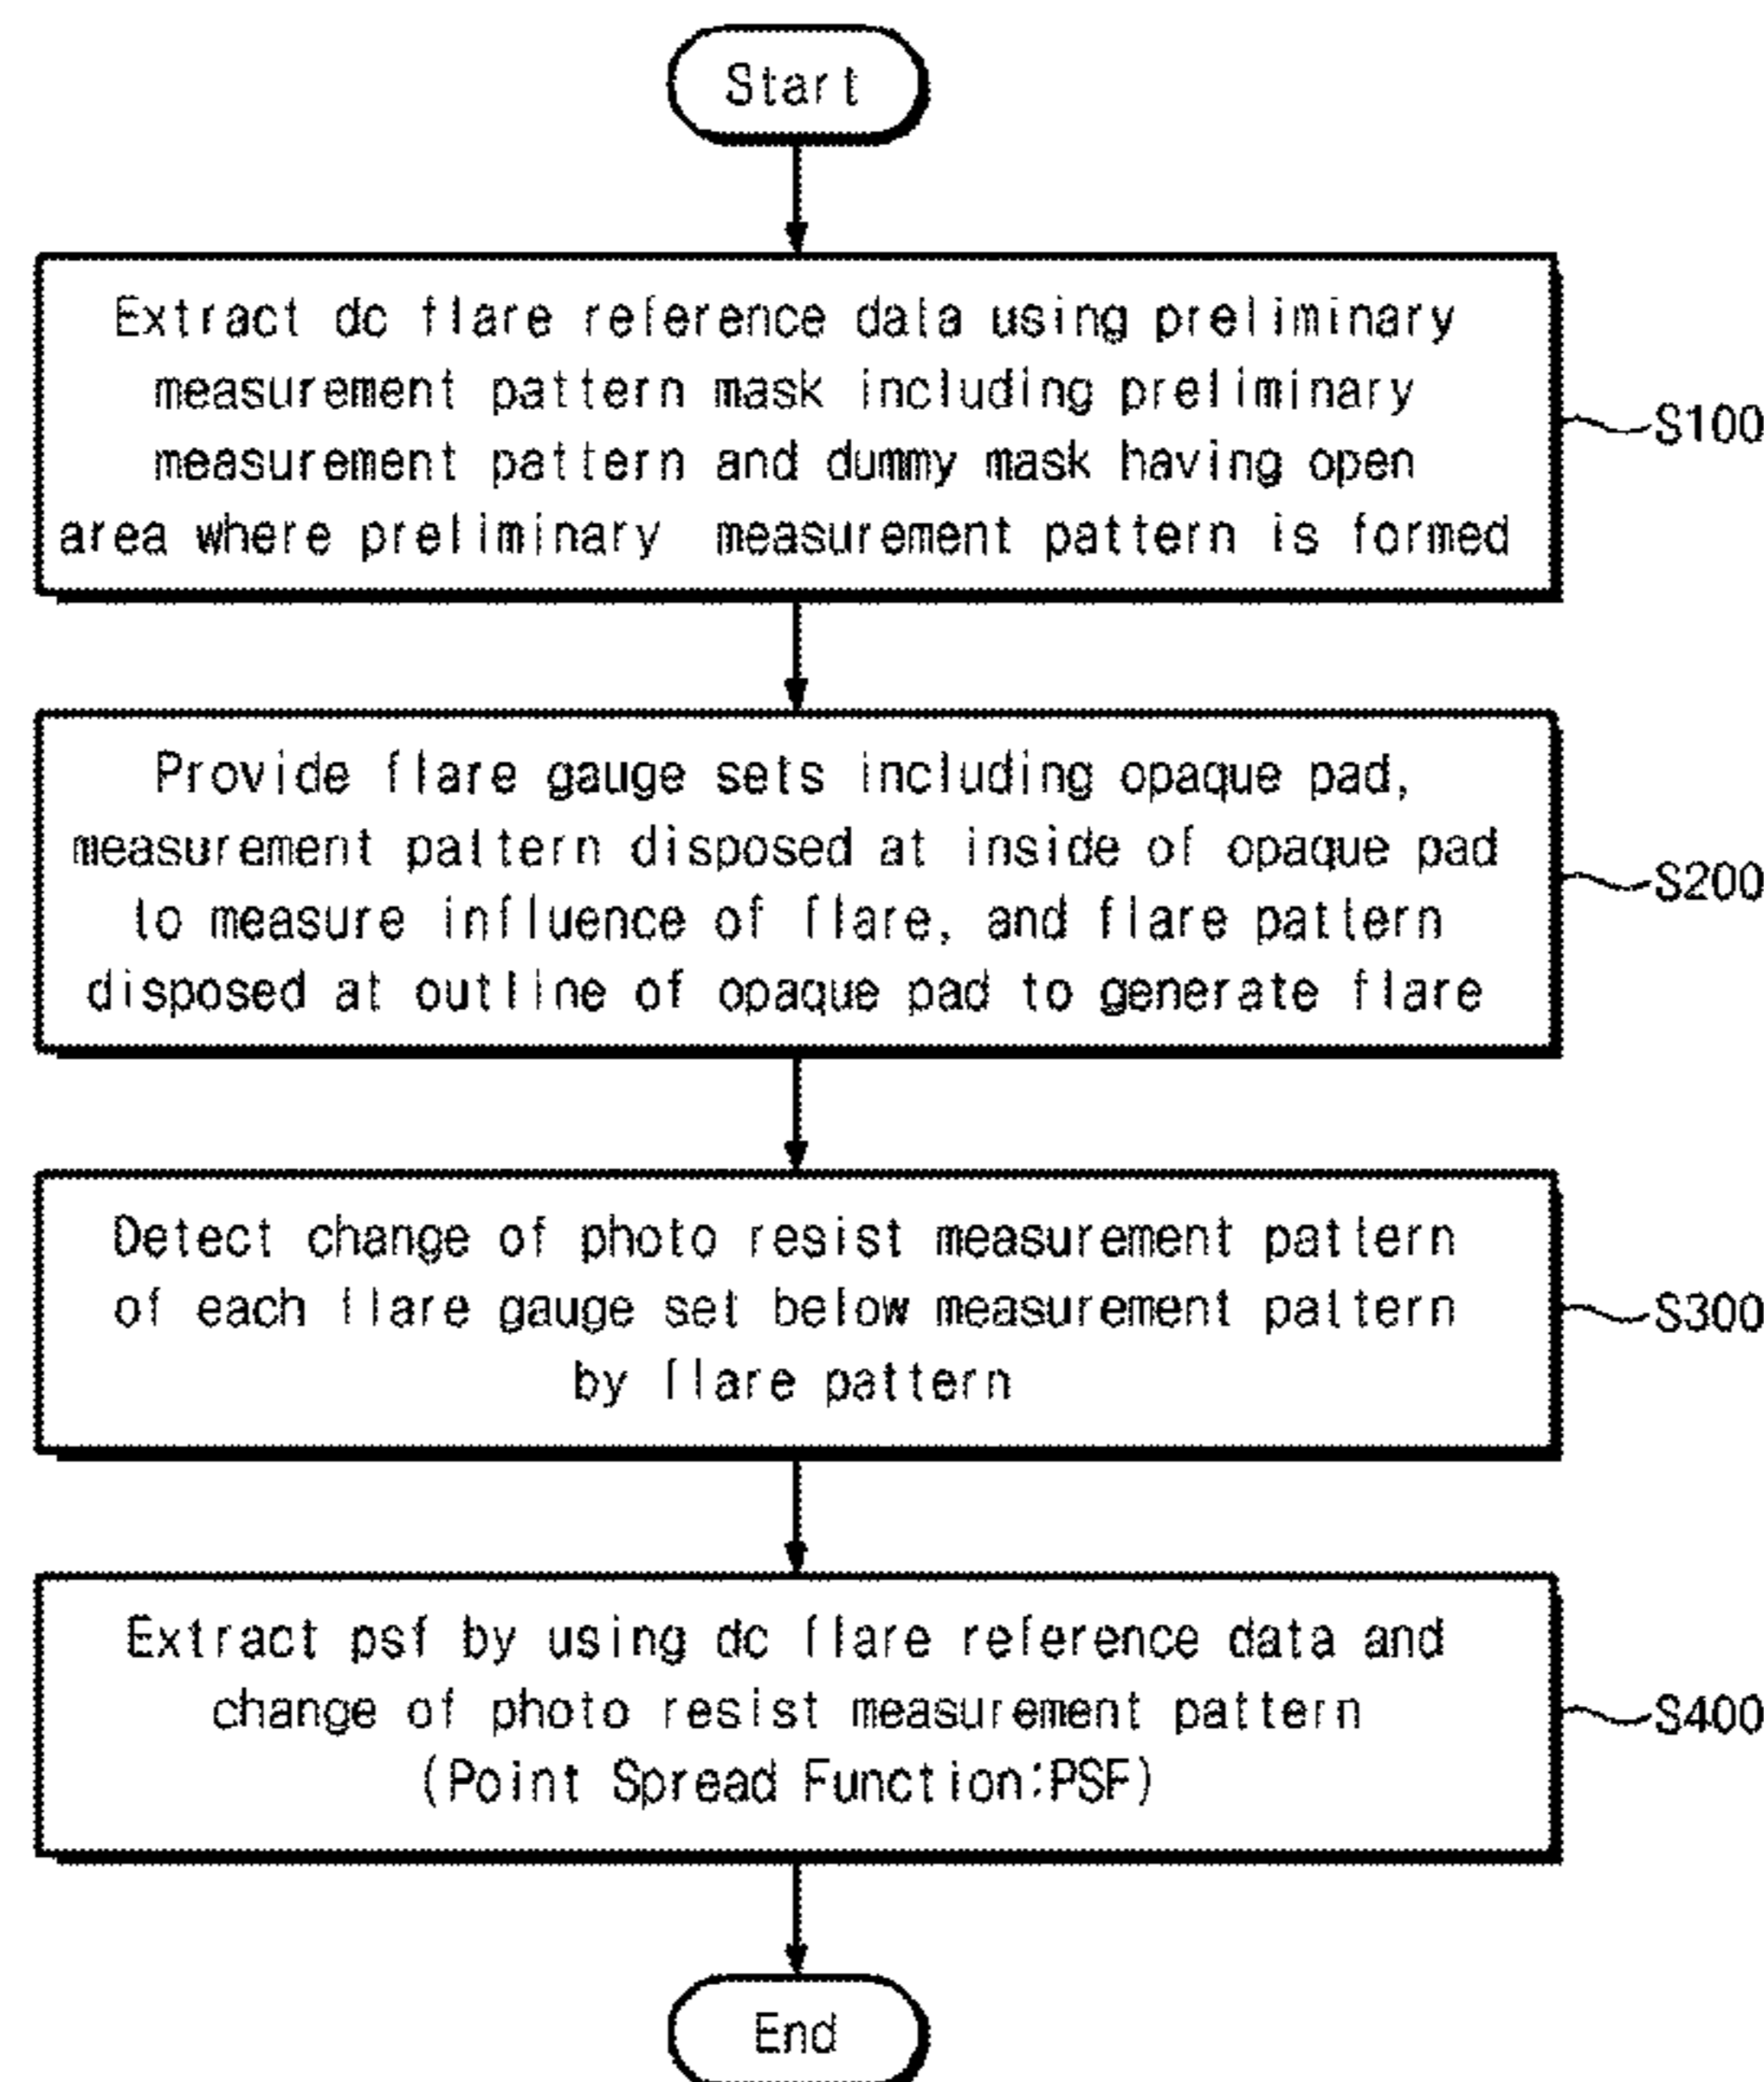 Start
Extract dc flare reference data using preliminary
measurement pattern mask including preliminary
measurement pattern and dummy mask having open
area where preliminary measurement pattern is formed
S100
Provide flare gauge sets including opaque pad,
measurement pattern disposed at inside of opaque pad
to measure influence of flare, and flare pattern
disposed at outline of opaque pad to generate flare
S200
Detect change of photo resist measurement pattern
of each flare gauge set below measurement pattern
by flare pattern
S300
Extract psf by using dc flare reference data and
change of photo resist measurement pattern
(Point Spread Function:PSF)
S400
End